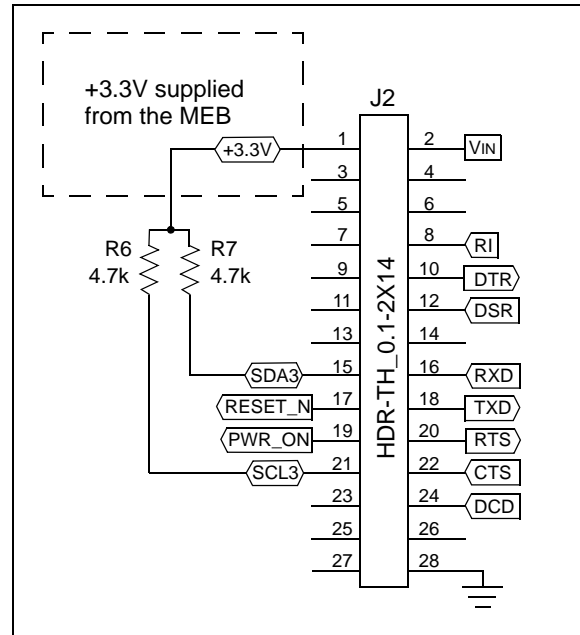 +3.3V supplied
from the MEB
J2
+3.3V
1
2
VIN
3
4
5
6
R6
4.7k
R7
4.7k
7
8
RI
9
10
DTR
11
12
DSR
13
14
SDA3
15
16
RXD
RESET_N
17
18
TXD
PWR_ON
19
20
RTS
SCL3
21
22
CTS
23
24
DCD
25
26
27
28
HDR-TH_0.1-2X14